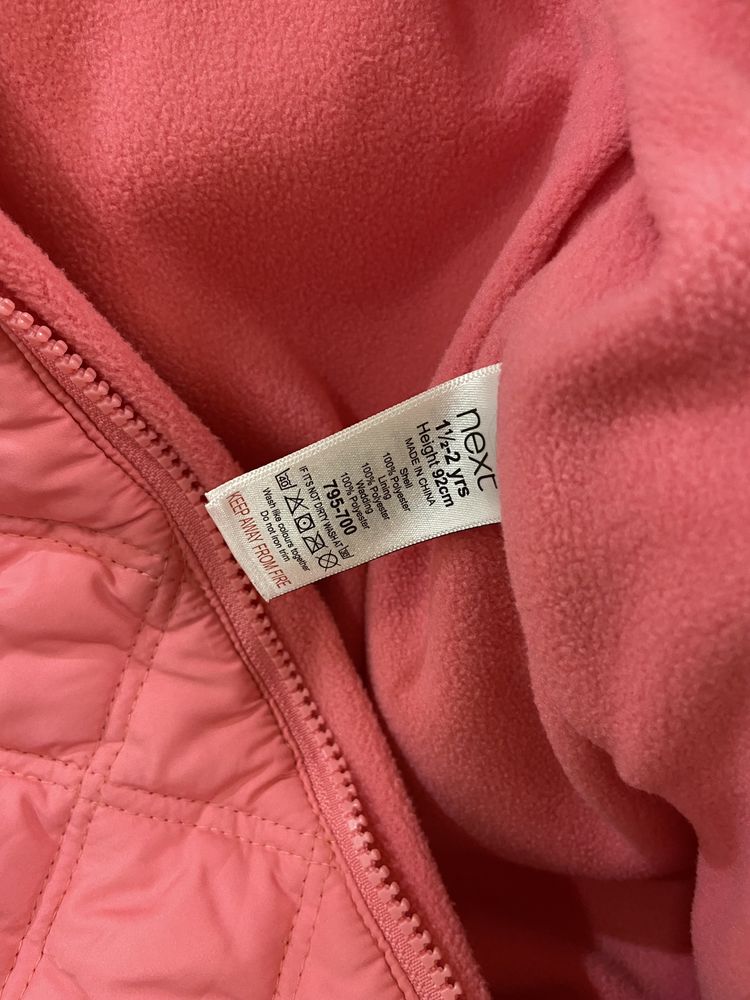 next
1½-2 yrs
Height 92cm
MADE IN CHINA
Shell
100% Polyester
Lining
100% Polyester
Wadding
100% Polyester
795-700
IF IT'S NOT DIRTY WASH AT 30
40
Wash like colours together
Do not iron trim
KEEP AWAY FROM FIRE